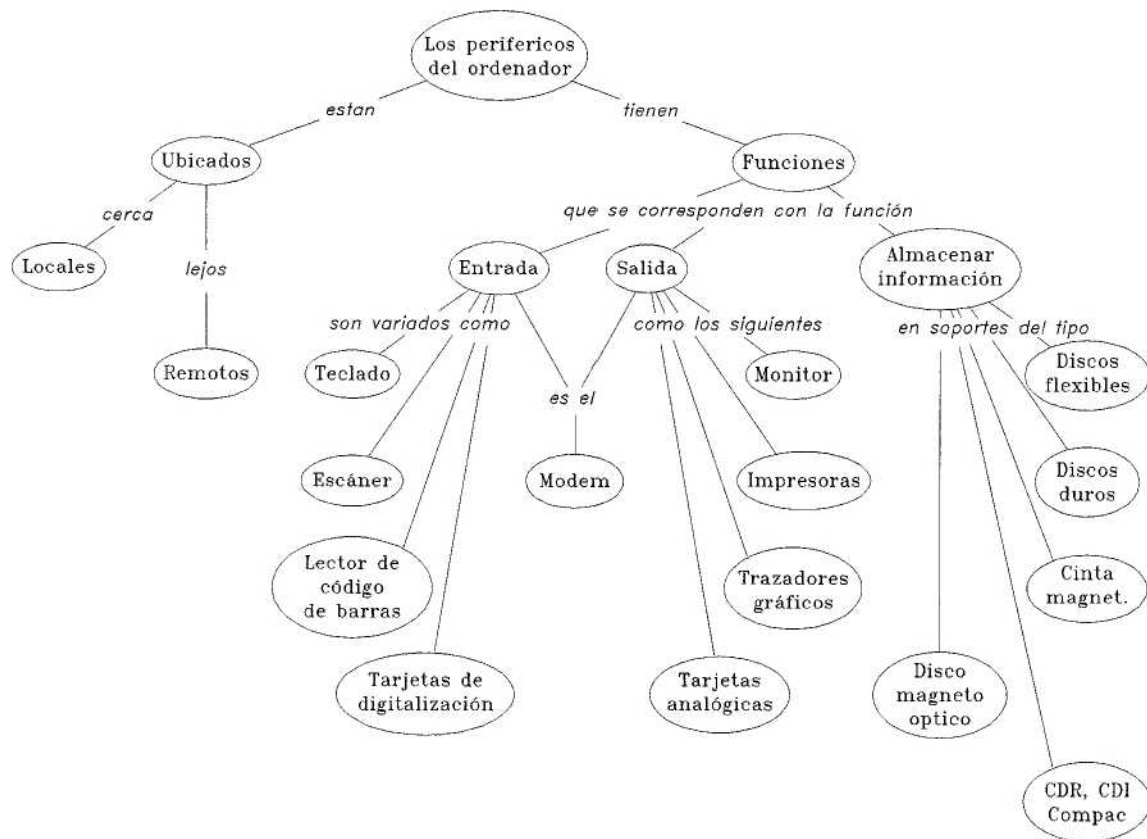 Los perifericos
del ordenador
estan
tienen
Ubicados
Funciones
cerca
que se corresponden con la función
Locales
lejos
Entrada
Salida
Almacenar
información
son variados como
como los siguientes
en soportes del tipo
Remotos
Teclado
es el
Monitor
Discos
flexibles
Escáner
Modem
Impresoras
Discos
duros
Lector de
código
de barras
Trazadores
gráficos
Cinta
magnet.
Tarjetas de
digitalización
Tarjetas
analógicas
Disco
magneto
optico
CDR, CDI
Compac